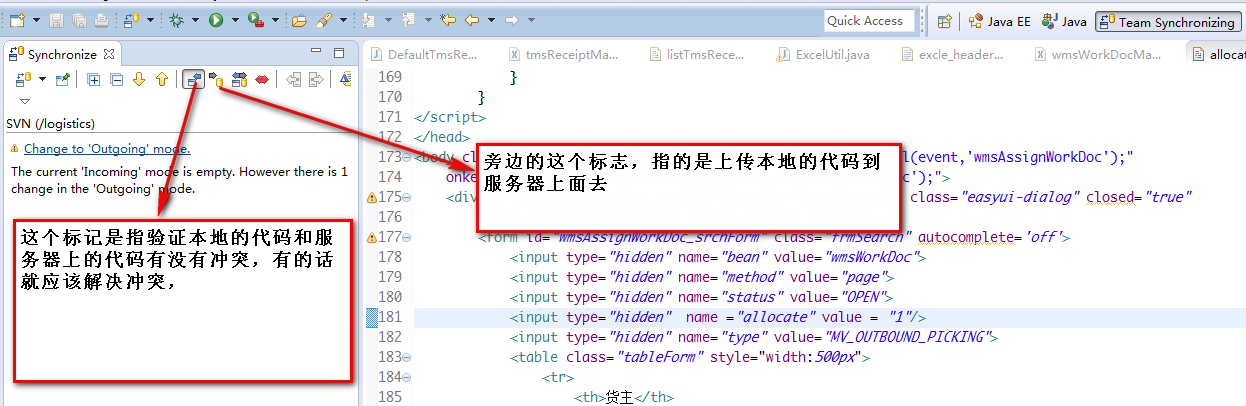 Quick Access
Java EE
Java
Team Synchronizing
Synchronize
DefaultTmsRe...
tmsReceiptMa...
listTmsRece...
ExcelUtil.java
excle_header...
wmsWorkDocMa...
allocat
SVN (/logistics)
Change to 'Outgoing' mode.
The current 'Incoming' mode is empty. However there is 1
change in the 'Outgoing' mode.
这个标记是指验证本地的代码和服
务器上的代码有没有冲突，有的话
就应该解决冲突，
旁边的这个标志，指的是上传本地的代码到
服务器上面去
169 }
170 }
171 </script>
172 </head>
173 <body cl l(event,'wmsAssignWorkDoc');"
onke c');">
175 <div class="easyui-dialog" closed="true"
176
177 <form id="wmsAssignWorkDoc_srchForm" class="frmSearch" autocomplete='off'>
178 <input type="hidden" name="bean" value="wmsWorkDoc">
179 <input type="hidden" name="method" value="page">
180 <input type="hidden" name="status" value="OPEN">
181 <input type="hidden" name ="allocate" value = "1"/>
182 <input type="hidden" name="type" value="MV_OUTBOUND_PICKING">
183 <table class="tableForm" style="width:500px">
184 <tr>
185 <th>货主</th>